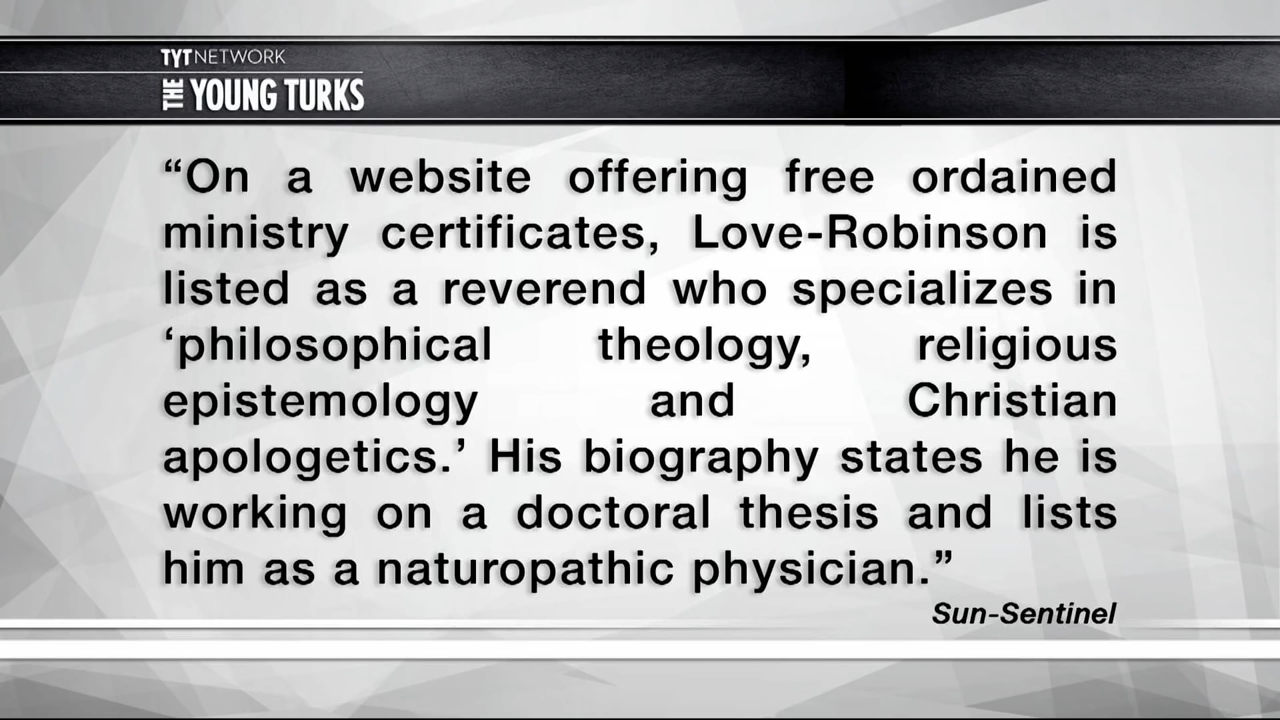 TYT NETWORK
THE YOUNG TURKS
“On a website offering free ordained
ministry certificates, Love-Robinson is
listed as a reverend who specializes in
‘philosophical theology, religious
epistemology and Christian
apologetics.’ His biography states he is
working on a doctoral thesis and lists
him as a naturopathic physician.”
Sun-Sentinel